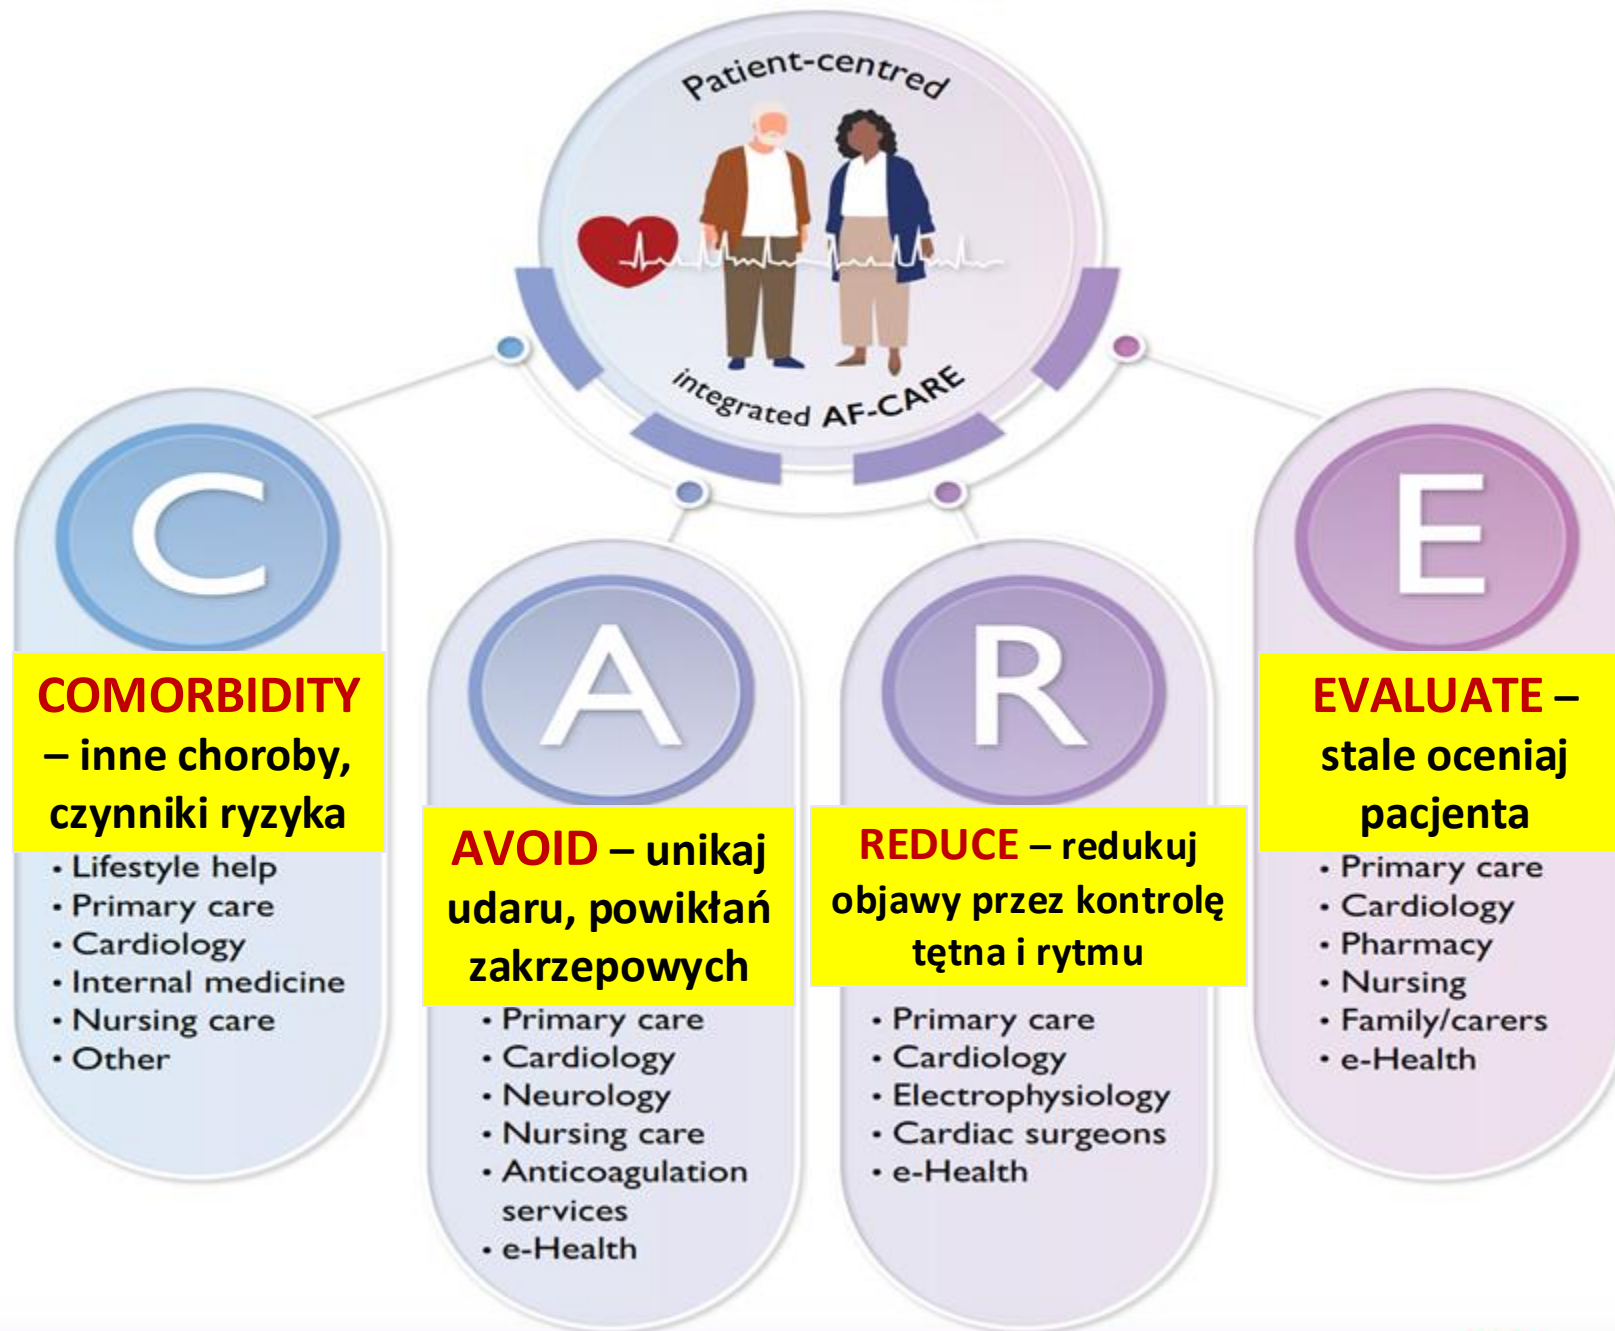 Patient-centred
integrated AF-CARE
C
COMORBIDITY
– inne choroby,
czynniki ryzyka
• Lifestyle help
• Primary care
• Cardiology
• Internal medicine
• Nursing care
• Other
A
AVOID – unikaj
udaru, powikłań
zakrzepowych
• Primary care
• Cardiology
• Neurology
• Nursing care
• Anticoagulation
services
• e-Health
R
REDUCE – redukuj
objawy przez kontrolę
tętna i rytmu
• Primary care
• Cardiology
• Electrophysiology
• Cardiac surgeons
• e-Health
E
EVALUATE –
stale oceniaj
pacjenta
• Primary care
• Cardiology
• Pharmacy
• Nursing
• Family/carers
• e-Health